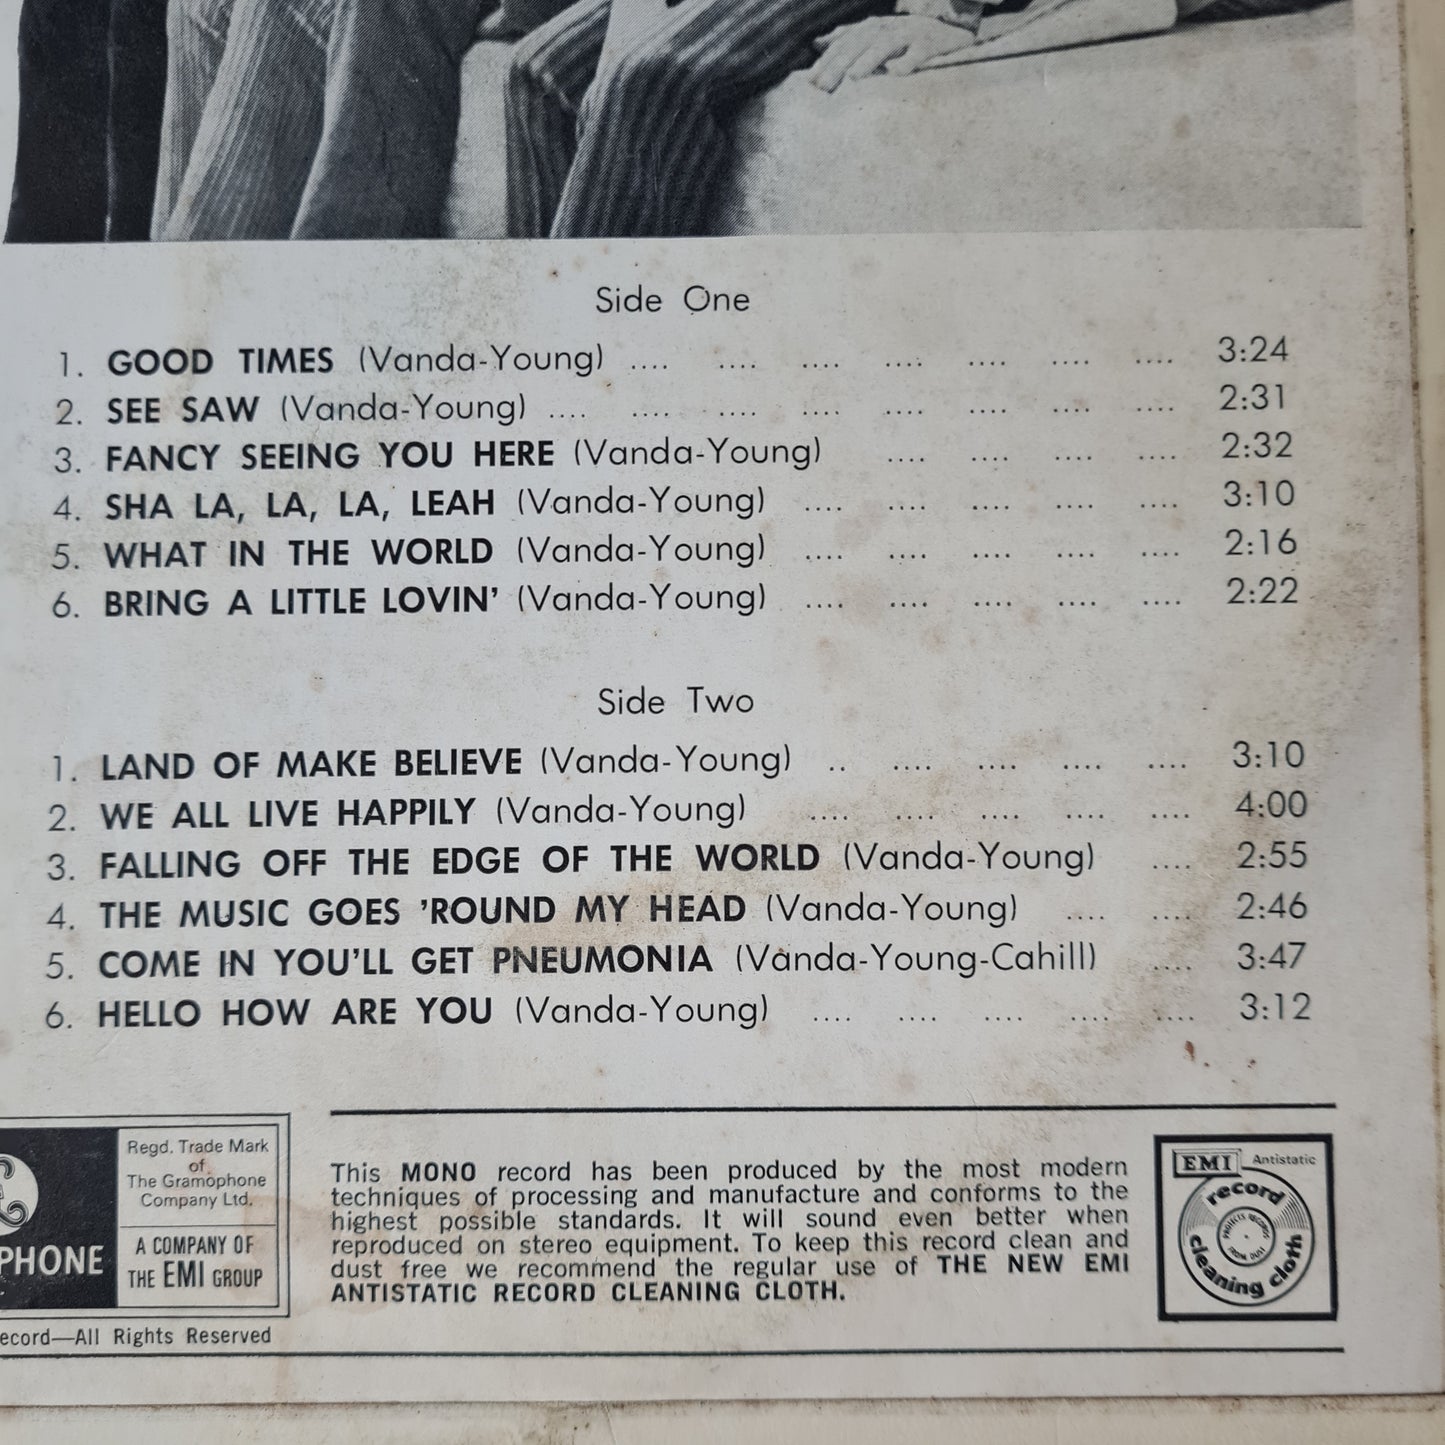 Side One
1. GOOD TIMES (Vanda-Young) .... .... .... .... .... .... .... 3:24
2. SEE SAW (Vanda-Young) .... .... .... .... .... .... .... .... 2:31
3. FANCY SEEING YOU HERE (Vanda-Young) .... .... .... .... 2:32
4. SHA LA, LA, LA, LEAH (Vanda-Young) .... .... .... .... .... 3:10
5. WHAT IN THE WORLD (Vanda-Young) .... .... .... .... .... 2:16
6. BRING A LITTLE LOVIN' (Vanda-Young) .... .... .... .... .... 2:22
Side Two
1. LAND OF MAKE BELIEVE (Vanda-Young) .. .... .... .... .... 3:10
2. WE ALL LIVE HAPPILY (Vanda-Young) .... .... .... .... .... 4:00
3. FALLING OFF THE EDGE OF THE WORLD (Vanda-Young) .... 2:55
4. THE MUSIC GOES 'ROUND MY HEAD (Vanda-Young) .... .... 2:46
5. COME IN YOU'LL GET PNEUMONIA (Vanda-Young-Cahill) .... 3:47
6. HELLO HOW ARE YOU (Vanda-Young) .... .... .... .... .... 3:12
PHONE
Regd. Trade Mark
of
The Gramophone
Company Ltd.
A COMPANY OF
THE EMI GROUP
ecord—All Rights Reserved
This MONO record has been produced by the most modern
techniques of processing and manufacture and conforms to the
highest possible standards. It will sound even better when
reproduced on stereo equipment. To keep this record clean and
dust free we recommend the regular use of THE NEW EMI
ANTISTATIC RECORD CLEANING CLOTH.
EMI Antistatic
record
cleaning cloth